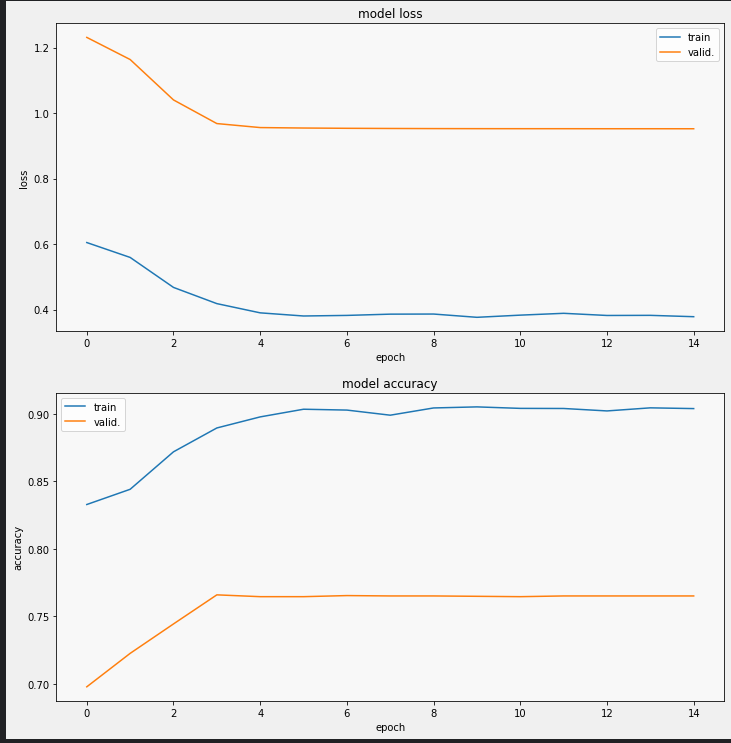 model loss
train
valid.
1.2
1.0
0.8
0.6
0.4
loss
0 2 4 6 8 10 12 14
epoch
model accuracy
train
valid.
0.90
0.85
0.80
0.75
0.70
accuracy
0 2 4 6 8 10 12 14
epoch